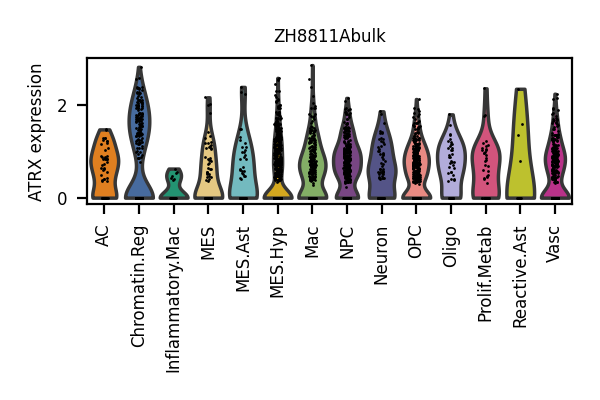 ZH8811Abulk
ATRX expression
2
0
AC
Chromatin.Reg
Inflammatory.Mac
MES
MES.Ast
MES.Hyp
Mac
NPC
Neuron
OPC
Oligo
Prolif.Metab
Reactive.Ast
Vasc